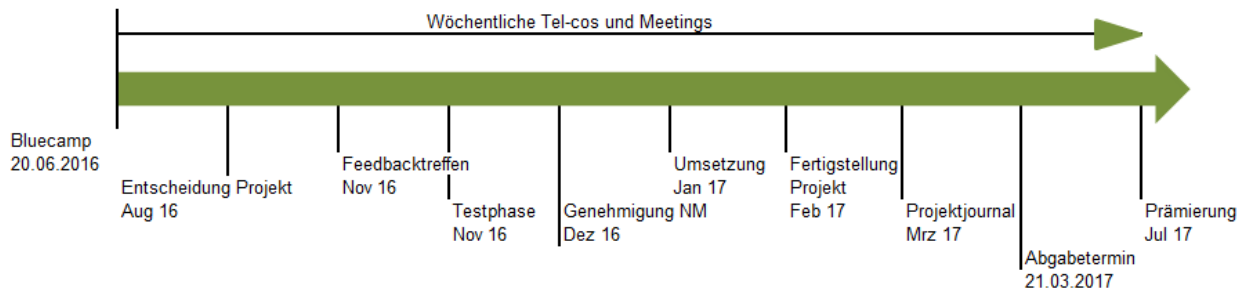 Wöchentliche Tel-cos und Meetings
Bluecamp
20.06.2016
Entscheidung Projekt
Aug 16
Feedbacktreffen
Nov 16
Testphase
Nov 16
Genehmigung NM
Dez 16
Umsetzung
Jan 17
Fertigstellung
Projekt
Feb 17
Projektjournal
Mrz 17
Abgabetermin
21.03.2017
Prämierung
Jul 17